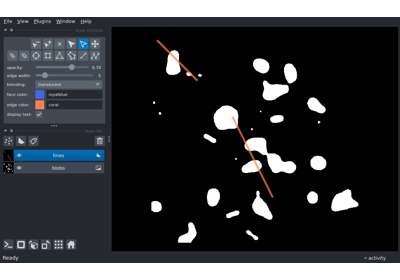 File View Plugins Window Help
opacity: 0.70
edge width: 5
blending: translucent
face color: royalblue
edge color: coral
display text:
lines
blobs
Ready activity